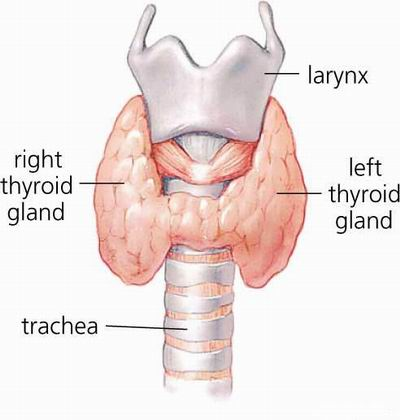 larynx
right
thyroid
gland
left
thyroid
gland
trachea